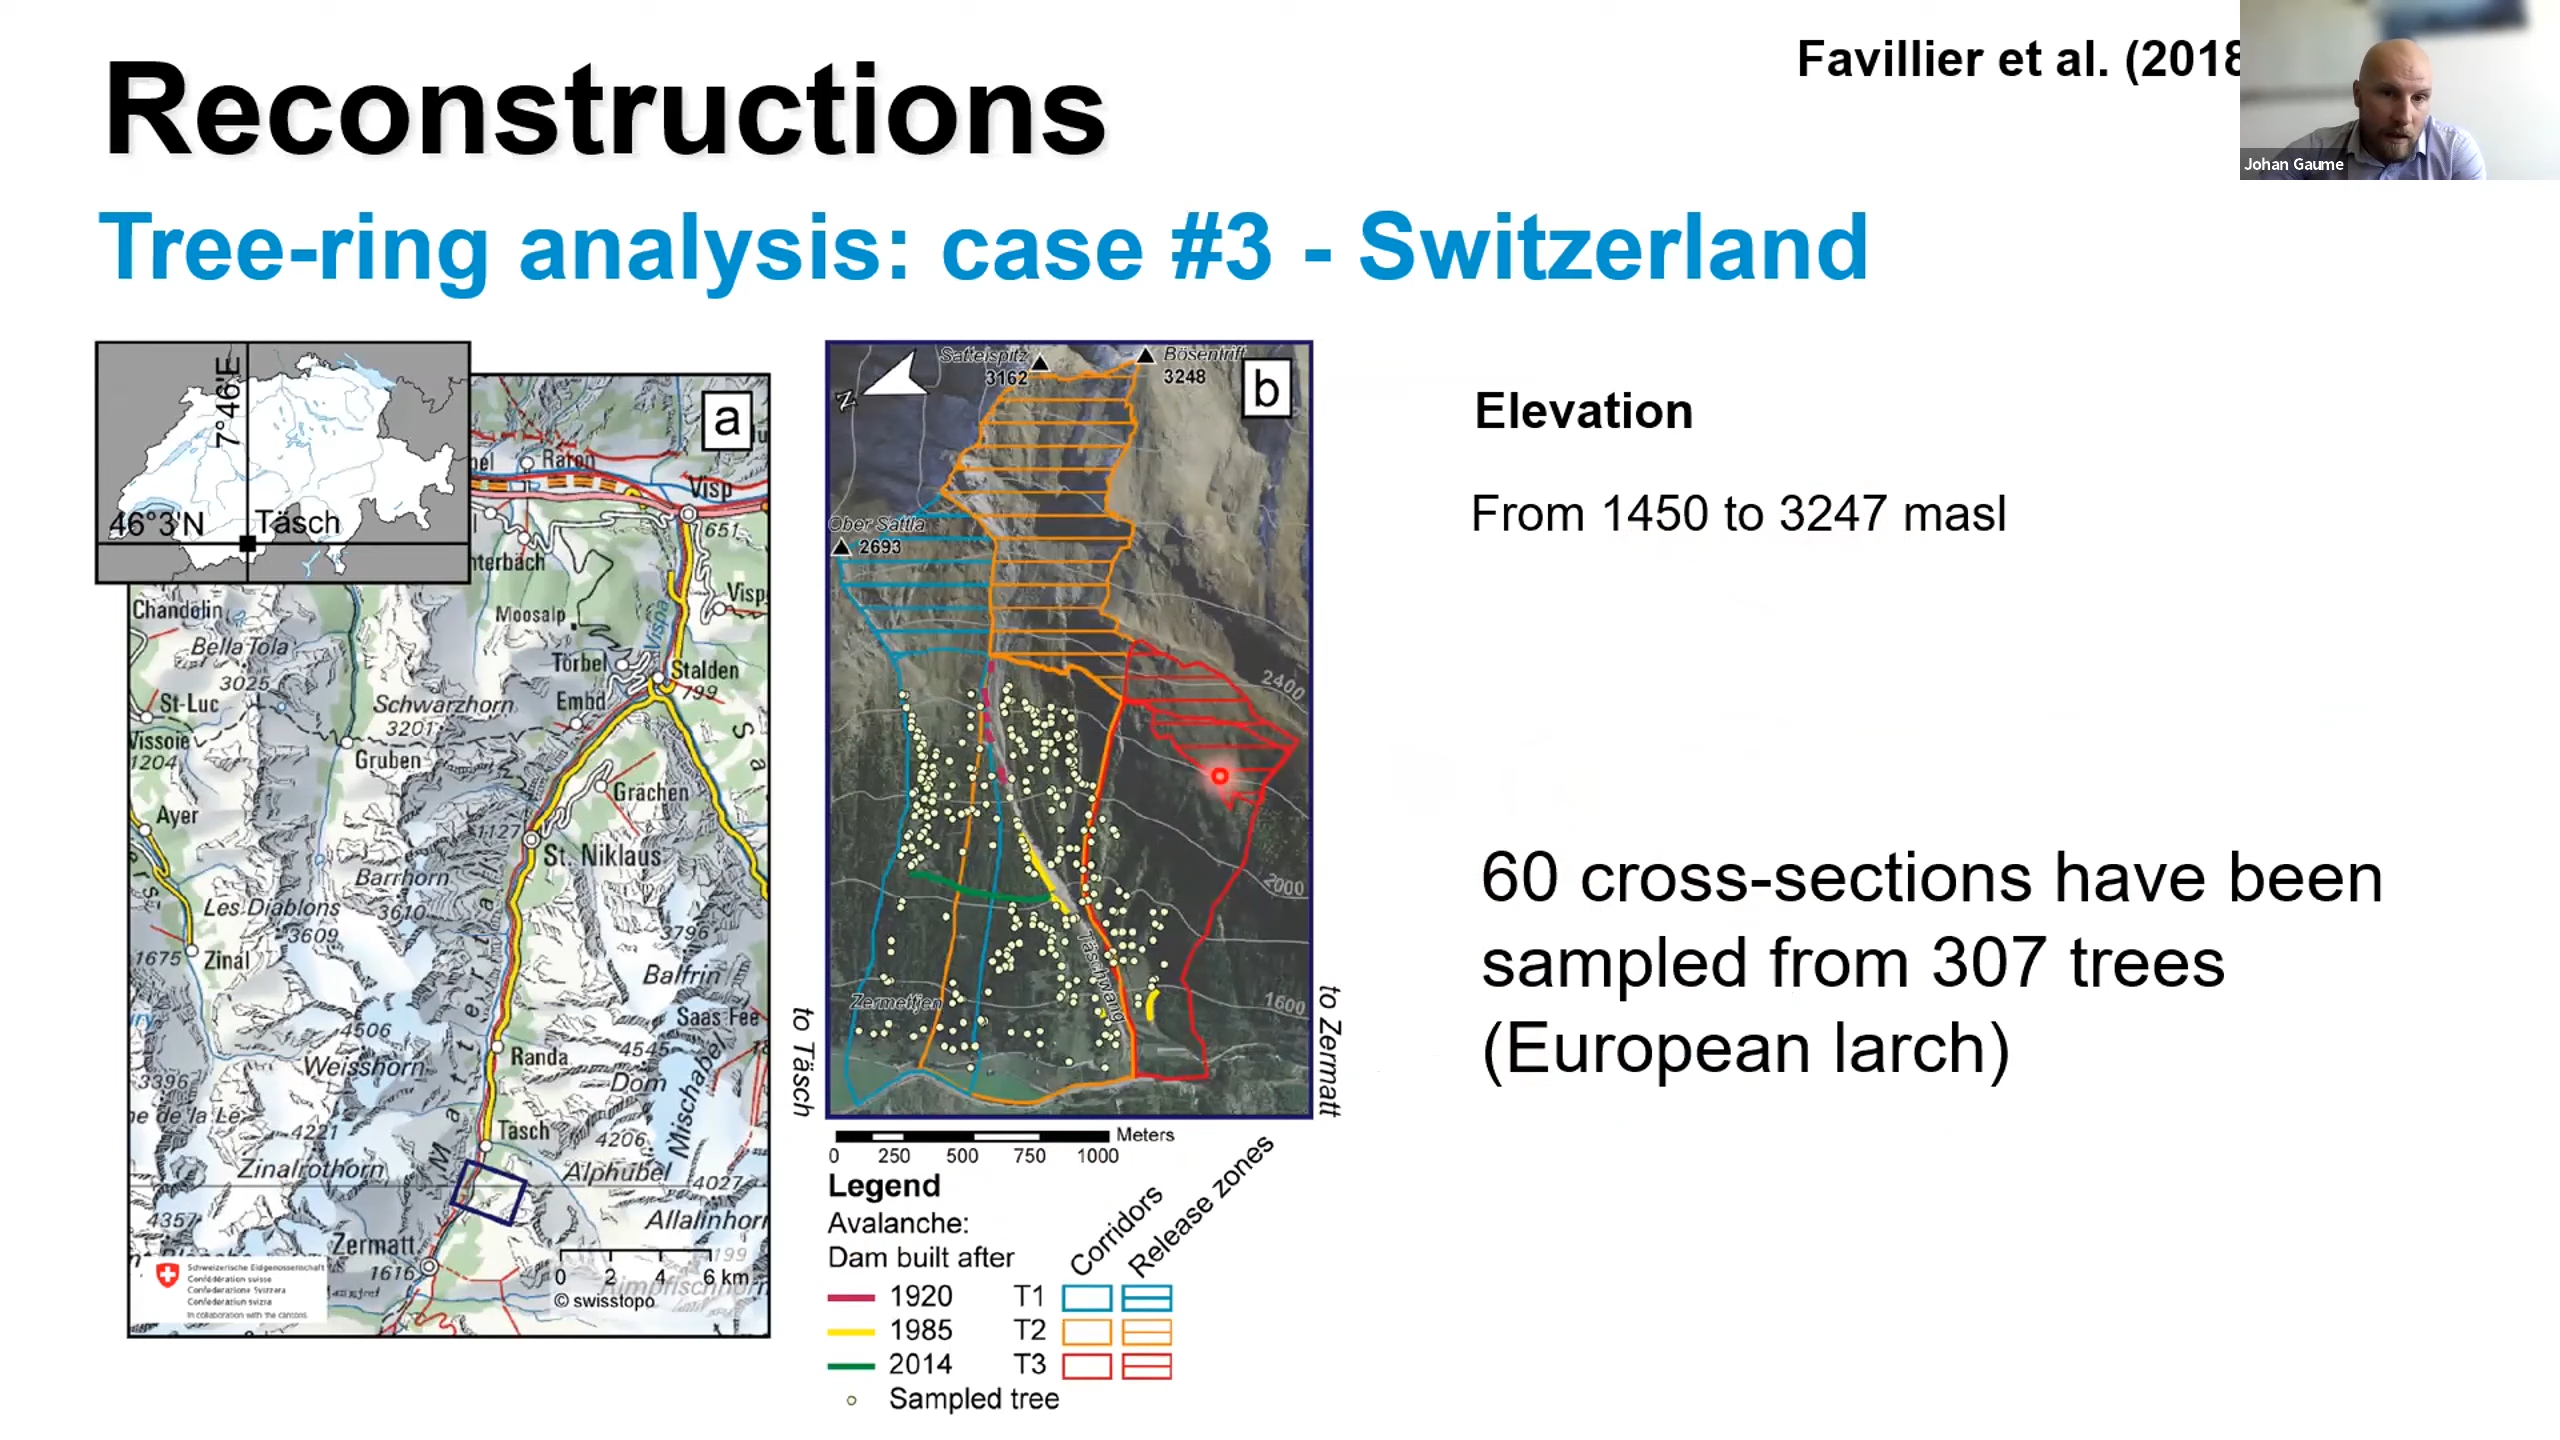 Reconstructions
Favillier et al. (2018
Johan Gaume
Tree-ring analysis: case #3 - Switzerland
7°46'E
46°3'N
Täsch
a
Raron
Visp
651
Visp
Moosalp
Vispa
Törbel
Stalden
799
Embd
Chandolin
Bella Tola
3025
St-Luc
Schwarzhorn
3201
Vissoie
1204
Gruben
Grächen
Ayer
1127
St. Niklaus
Barrhorn
3610
Les Diablons
3609
3796
1675
Zinal
Balfrin
4506
Saas Fee
Weisshorn
Randa
4545
Dom
3396
Mischabel
4221
Täsch
4206
Zinalrothorn
Alphubel
4027
4357
Allalinhorn
Zermatt
1616
199
Rimpfischhorn
0 2 4 6 km
© swisstopo
Schweizerische Eidgenossenschaft
Confédération suisse
Confederazione Svizzera
Confederaziun svizra
In collaboration with the cantons
b
N
Sattelspitz
3162
Bösentrift
3248
Ober Sattla
2693
2400
2000
1600
Täschwang
Zermettjen
to Täsch
to Zermatt
Meters
0 250 500 750 1000
Legend
Avalanche:
Dam built after
Corridors
Release zones
1920 T1
1985 T2
2014 T3
Sampled tree
Elevation
From 1450 to 3247 masl
60 cross-sections have been
sampled from 307 trees
(European larch)